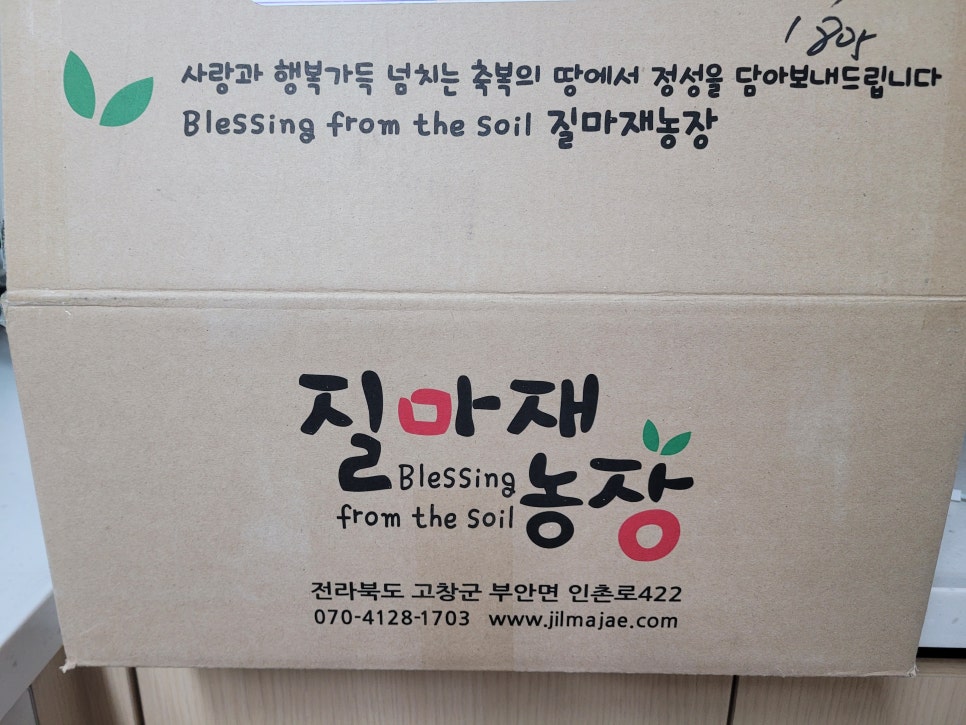 사랑과 행복가득 넘치는 축복의 땅에서 정성을 담아보내드립니다
Blessing from the soil 질마재농장
질마재
Blessing
from the soil
농장
전라북도 고창군 부안면 인촌로422
070-4128-1703 www.jilmajae.com